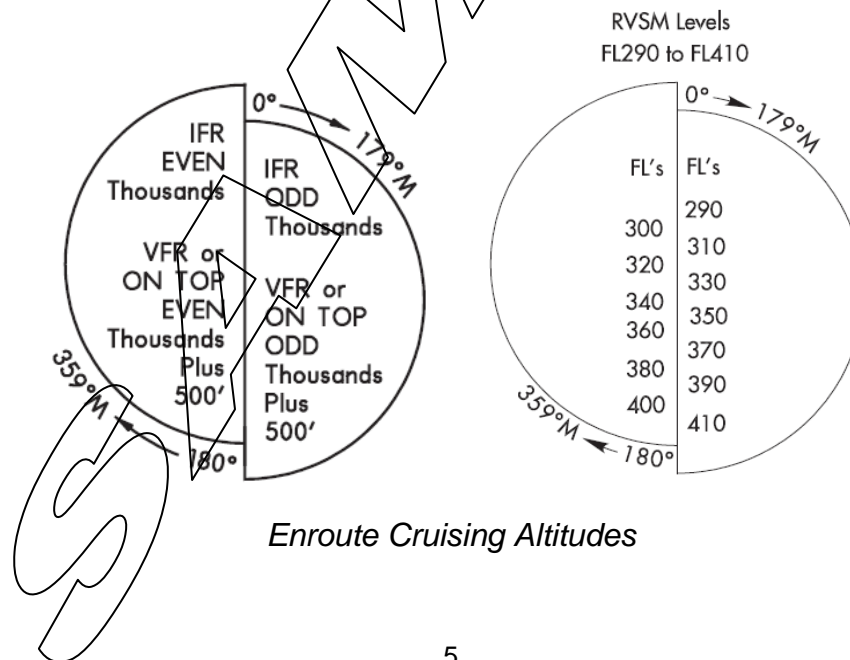 RVSM Levels
FL290 to FL410
0°
179°M
IFR
EVEN
Thousands
VFR or
ON TOP
EVEN
Thousands
Plus
500′
IFR
ODD
Thousands
VFR or
ON TOP
ODD
Thousands
Plus
500′
359°M
180°
0°
179°M
FL's
300
320
340
360
380
400
FL's
290
310
330
350
370
390
410
359°M
180°
Enroute Cruising Altitudes
5